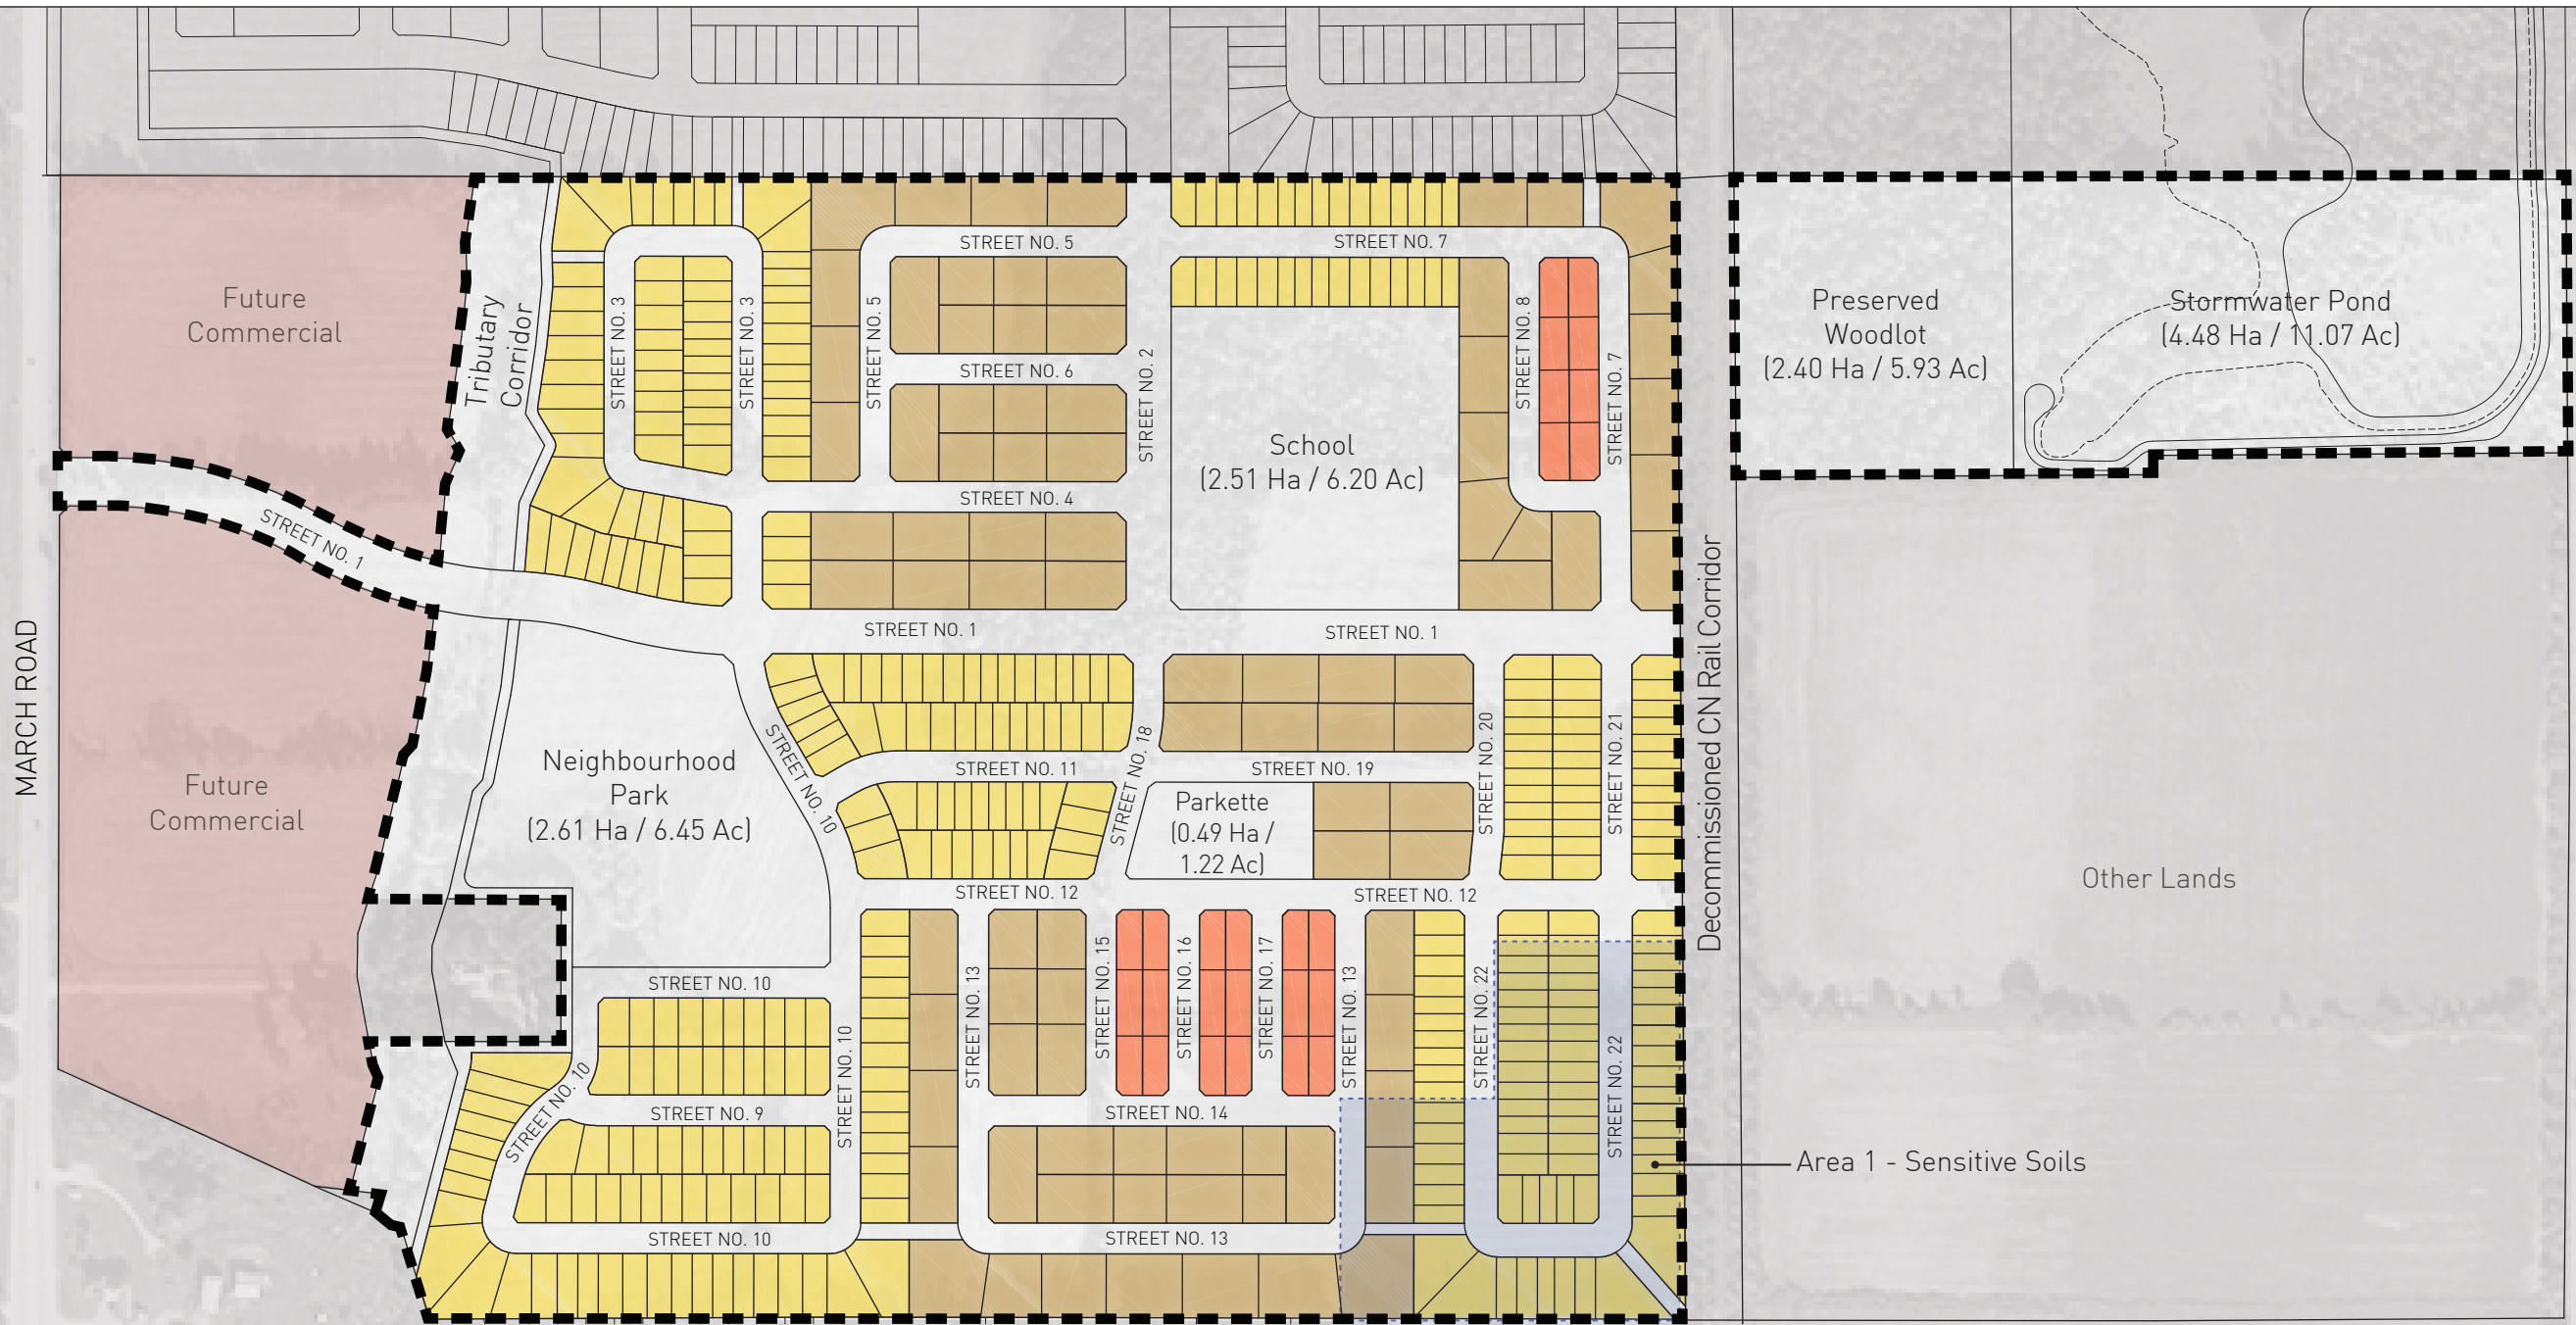 Future
Commercial
Tributary
Corridor
STREET NO. 3
STREET NO. 3
STREET NO. 5
STREET NO. 5
STREET NO. 6
STREET NO. 4
STREET NO. 2
STREET NO. 7
School
(2.51 Ha / 6.20 Ac)
STREET NO. 8
STREET NO. 7
Preserved
Woodlot
(2.40 Ha / 5.93 Ac)
Stormwater Pond
(4.48 Ha / 11.07 Ac)
STREET NO. 1
STREET NO. 1
STREET NO. 1
MARCH ROAD
Future
Commercial
Neighbourhood
Park
(2.61 Ha / 6.45 Ac)
STREET NO. 10
STREET NO. 11
STREET NO. 18
STREET NO. 19
Parkette
(0.49 Ha /
1.22 Ac)
STREET NO. 20
STREET NO. 21
Decommissioned CN Rail Corridor
Other Lands
STREET NO. 12
STREET NO. 12
STREET NO. 10
STREET NO. 10
STREET NO. 9
STREET NO. 10
STREET NO. 10
STREET NO. 13
STREET NO. 15
STREET NO. 16
STREET NO. 17
STREET NO. 13
STREET NO. 22
STREET NO. 22
STREET NO. 14
STREET NO. 13
Area 1 - Sensitive Soils